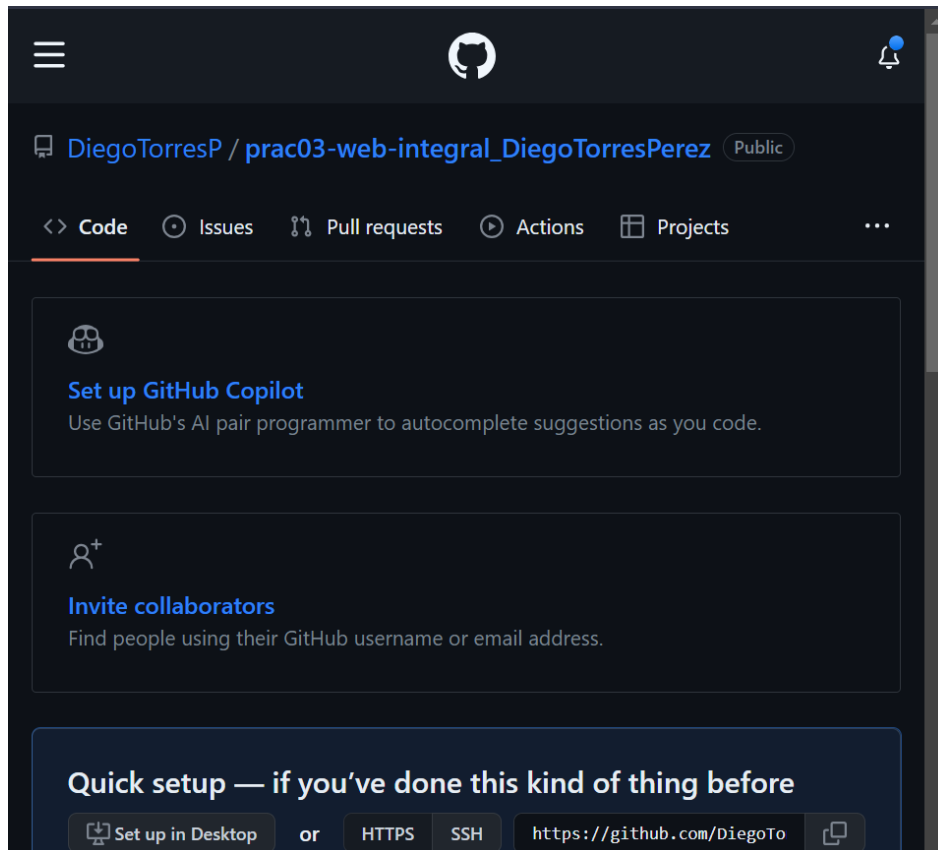 DiegoTorresP / prac03-web-integral_DiegoTorresPerez Public
Code Issues Pull requests Actions Projects
Set up GitHub Copilot
Use GitHub's AI pair programmer to autocomplete suggestions as you code.
Invite collaborators
Find people using their GitHub username or email address.
Quick setup — if you’ve done this kind of thing before
Set up in Desktop or HTTPS SSH https://github.com/DiegoTo